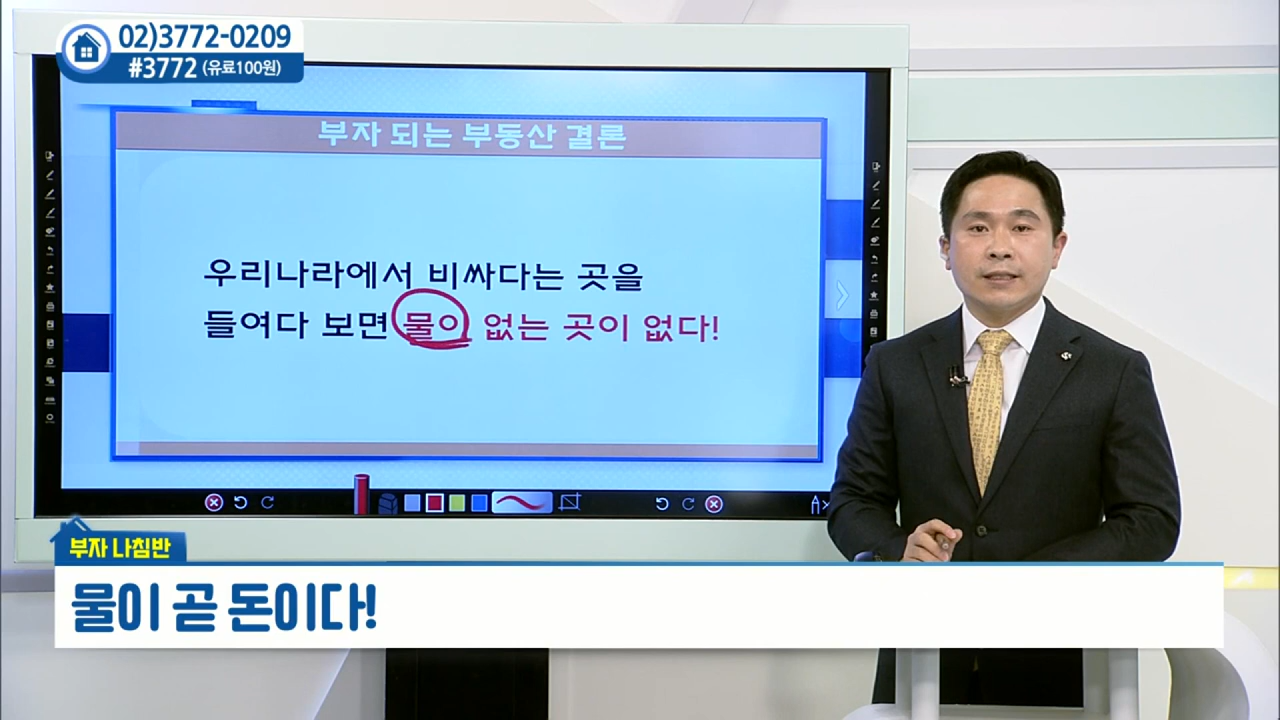 02)3772-0209
#3772 (유료100원)
부자 되는 부동산 결론
우리나라에서 비싸다는 곳을
들여다 보면 물이 없는 곳이 없다!
부자 나침반
물이 곧 돈이다!